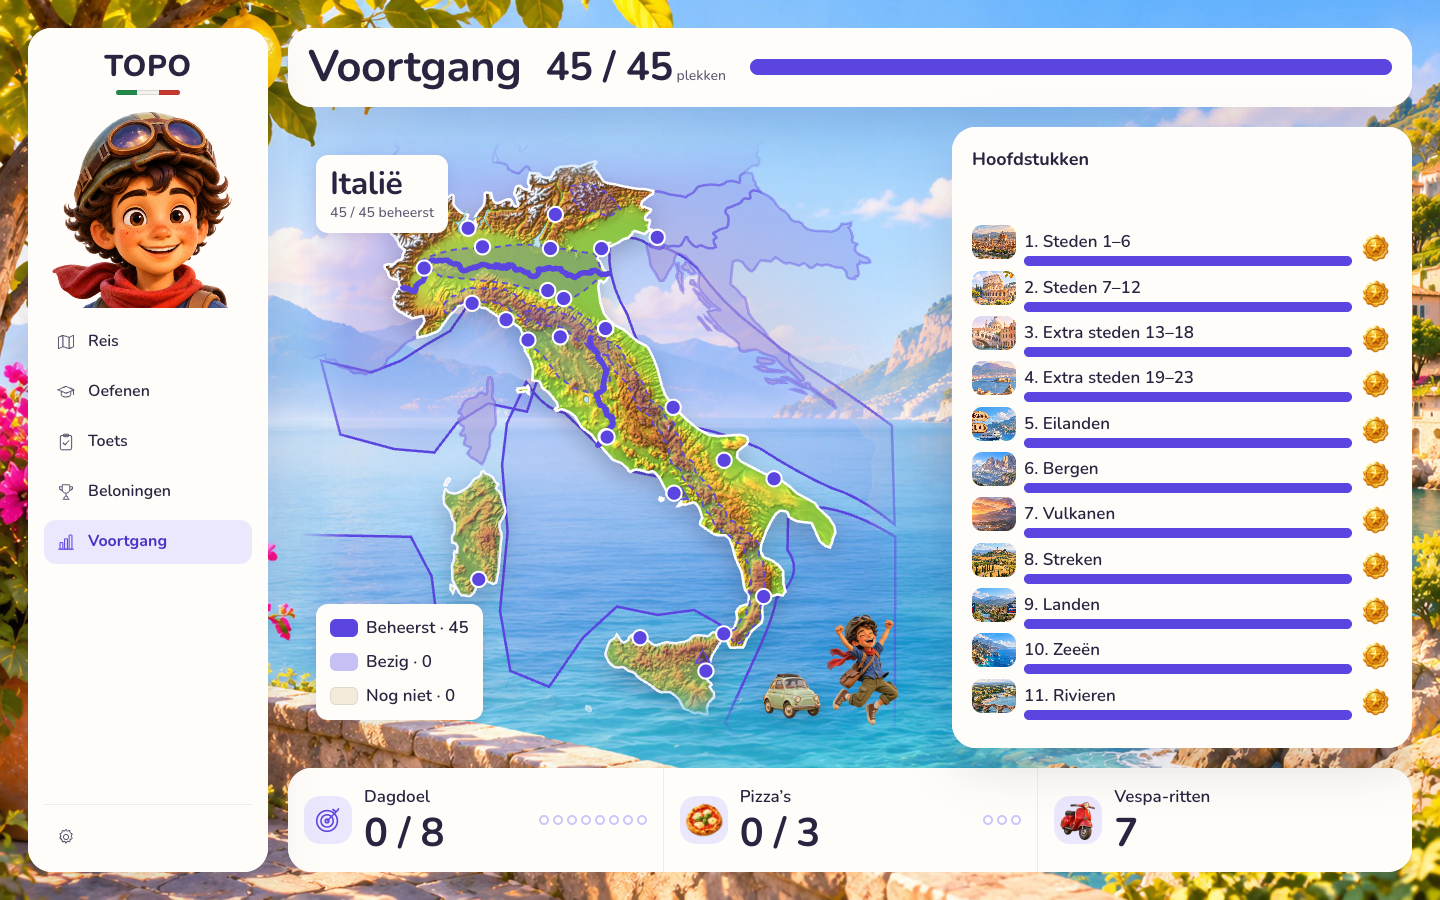 TOPO
Reis
Oefenen
Toets
Beloningen
Voortgang
Voortgang 45 / 45 plekken
Italië
45 / 45 beheerst
Beheerst · 45
Bezig · 0
Nog niet · 0
Hoofdstukken
1. Steden 1–6
2. Steden 7–12
3. Extra steden 13–18
4. Extra steden 19–23
5. Eilanden
6. Bergen
7. Vulkanen
8. Streken
9. Landen
10. Zeeën
11. Rivieren
Dagdoel
0 / 8
Pizza’s
0 / 3
Vespa-ritten
7